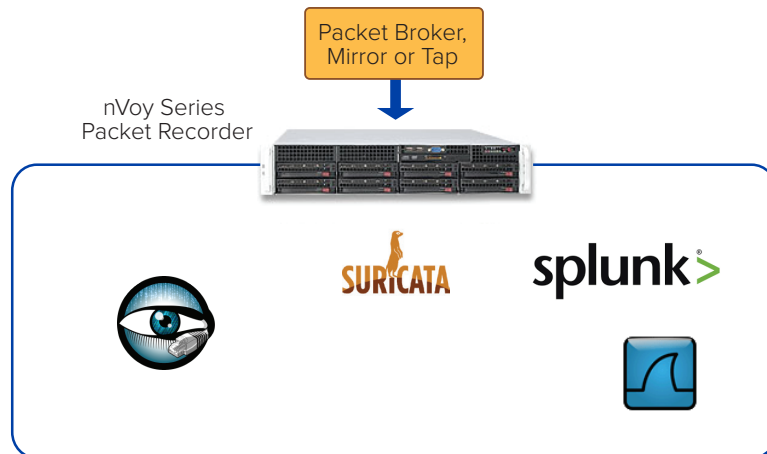 Packet Broker,
Mirror or Tap
nVoy Series
Packet Recorder
SURICATA
splunk>®